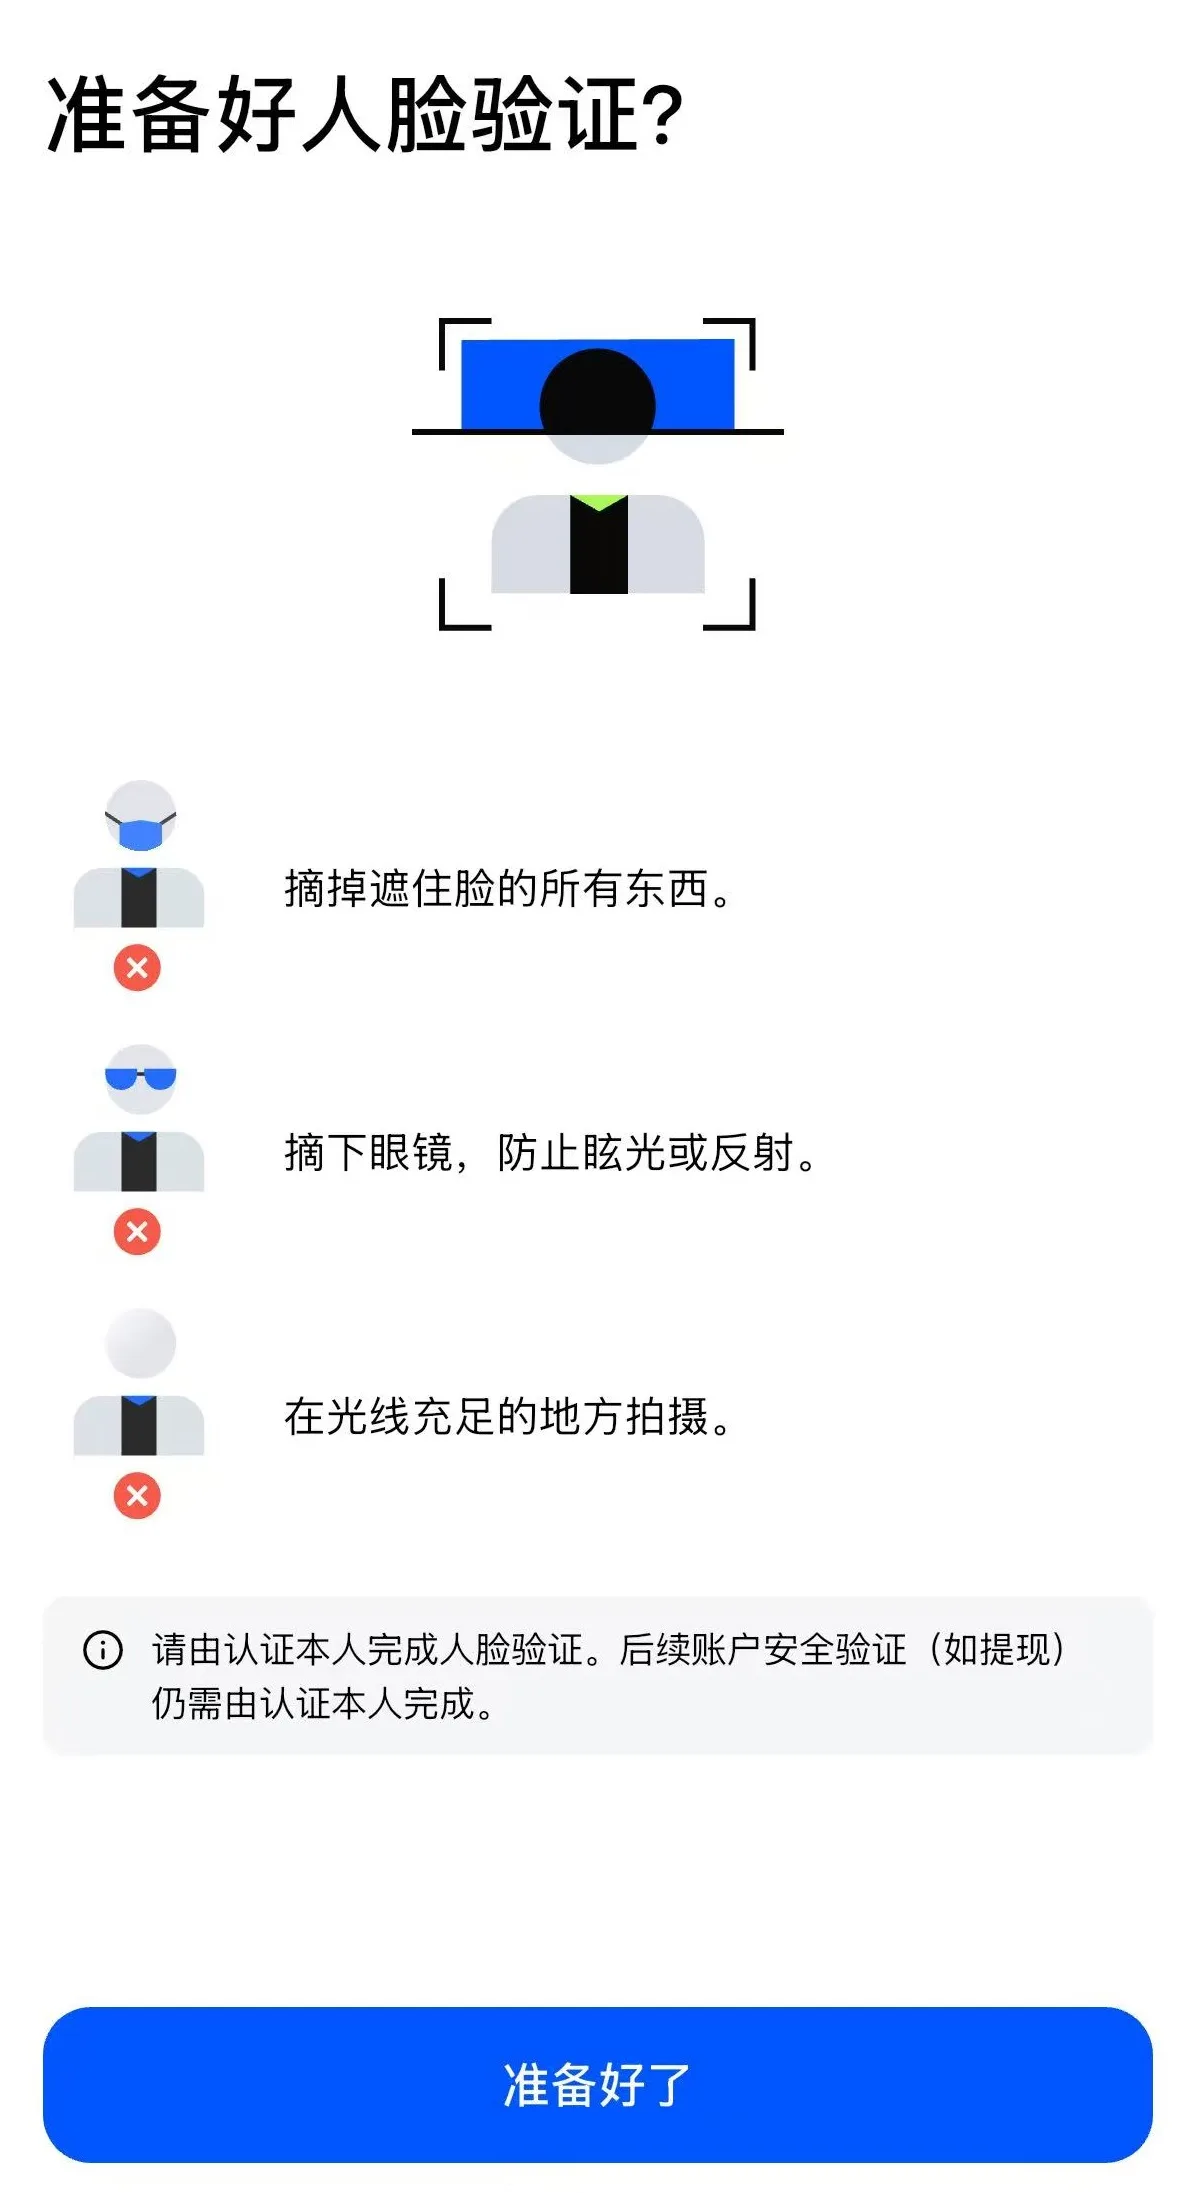 准备好人脸验证?
摘掉遮住脸的所有东西。
摘下眼镜，防止眩光或反射。
在光线充足的地方拍摄。
请由认证本人完成人脸验证。后续账户安全验证（如提现）
仍需由认证本人完成。
准备好了